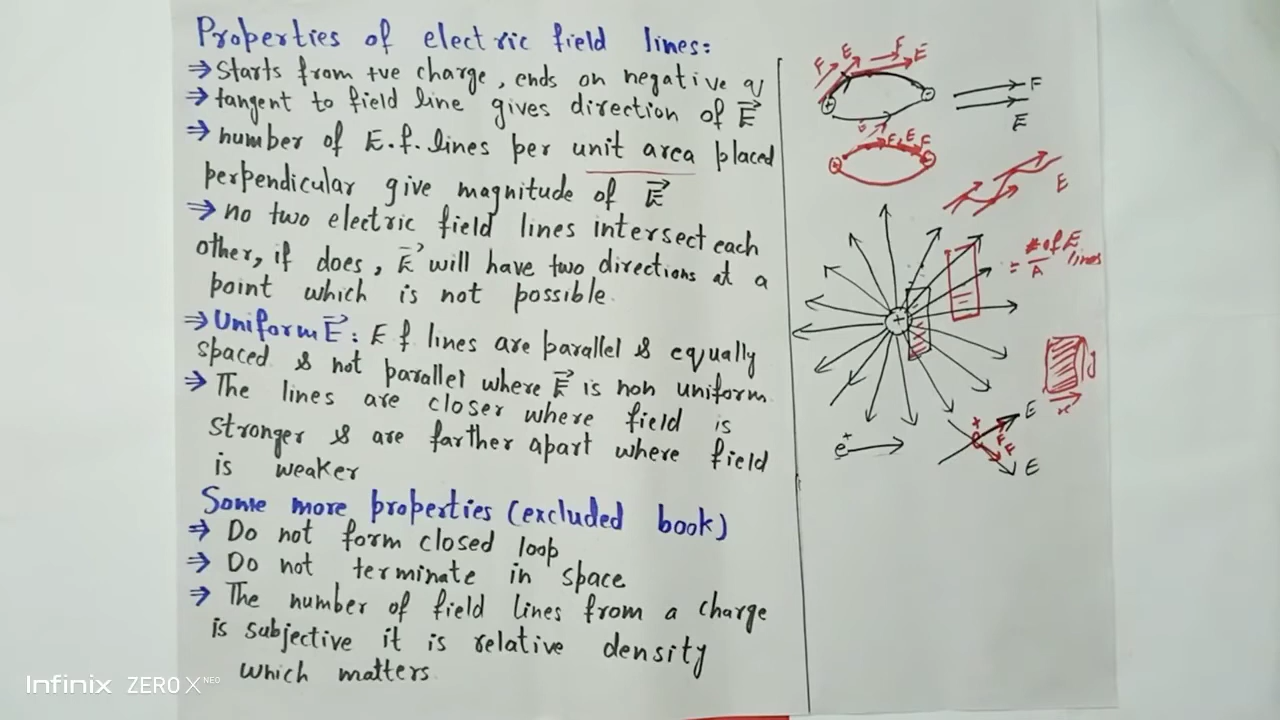 Properties of electric field lines:
⇒ Starts from +ve charge, ends on negative q
⇒ tangent to field line gives direction of E⃗
⇒ number of E.f. lines per unit area placed
perpendicular give magnitude of E⃗
⇒ no two electric field lines intersect each
other, if does, E⃗ will have two directions at a
point which is not possible.
⇒ Uniform E⃗: E f lines are parallel & equally
spaced & not parallel where E⃗ is non uniform.
⇒ The lines are closer where field is
stronger & are farther apart where field
is weaker
Some more properties (excluded book)
⇒ Do not form closed loop
⇒ Do not terminate in space
⇒ The number of field lines from a charge
is subjective it is relative density
which matters.
F E F E
+ -
F
E
F E F
+ -
E
= # of E lines / A
+
y
x
e⁺
+ E
F
F
E
Infinix ZERO X NEO